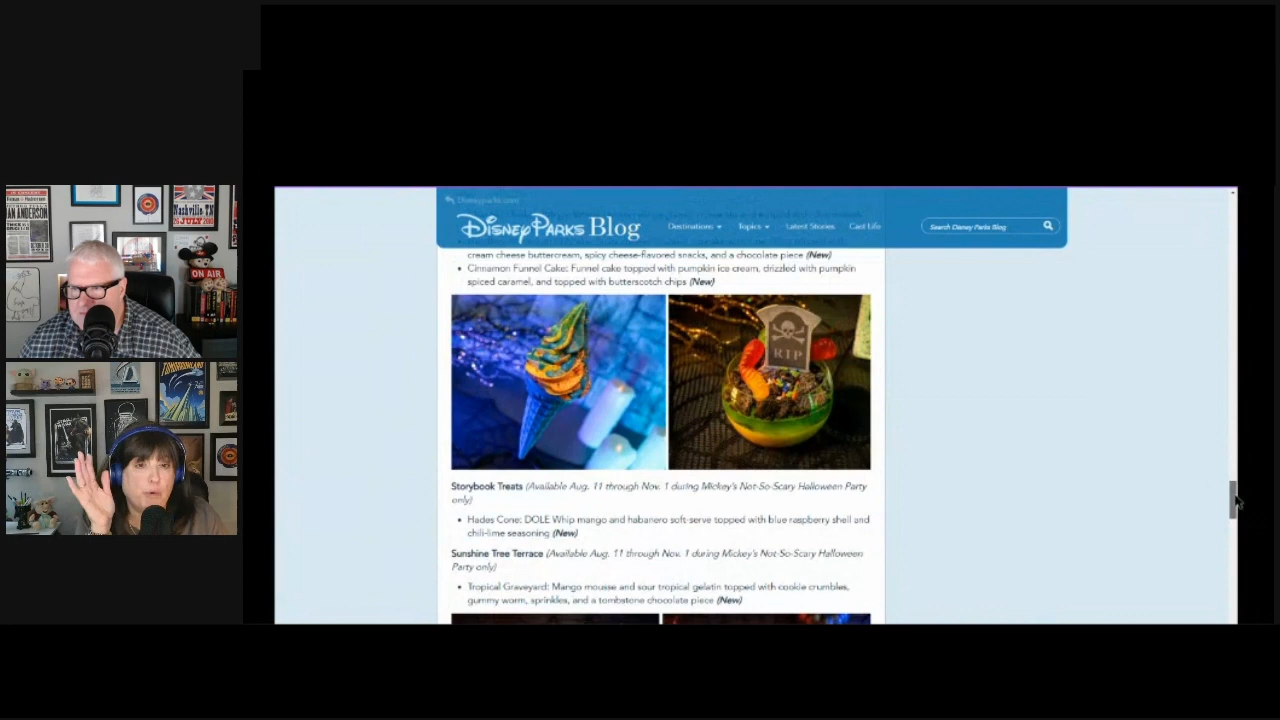 Disneyparks.com
Disney Parks Blog
Destinations
Topics
Latest Stories
Cast Life
Search Disney Parks Blog
cream cheese buttercream, spicy cheese-flavored snacks, and a chocolate piece (New)
• Cinnamon Funnel Cake: Funnel cake topped with pumpkin ice cream, drizzled with pumpkin
spiced caramel, and topped with butterscotch chips (New)
RIP
Storybook Treats (Available Aug. 11 through Nov. 1 during Mickey's Not-So-Scary Halloween Party
only)
• Hades Cone: DOLE Whip mango and habanero soft-serve topped with blue raspberry shell and
chili-lime seasoning (New)
Sunshine Tree Terrace (Available Aug. 11 through Nov. 1 during Mickey's Not-So-Scary Halloween
Party only)
• Tropical Graveyard: Mango mousse and sour tropical gelatin topped with cookie crumbles,
gummy worm, sprinkles, and a tombstone chocolate piece (New)
IAN ANDERSON
Nashville, TN
ON AIR
TOMORROWLAND